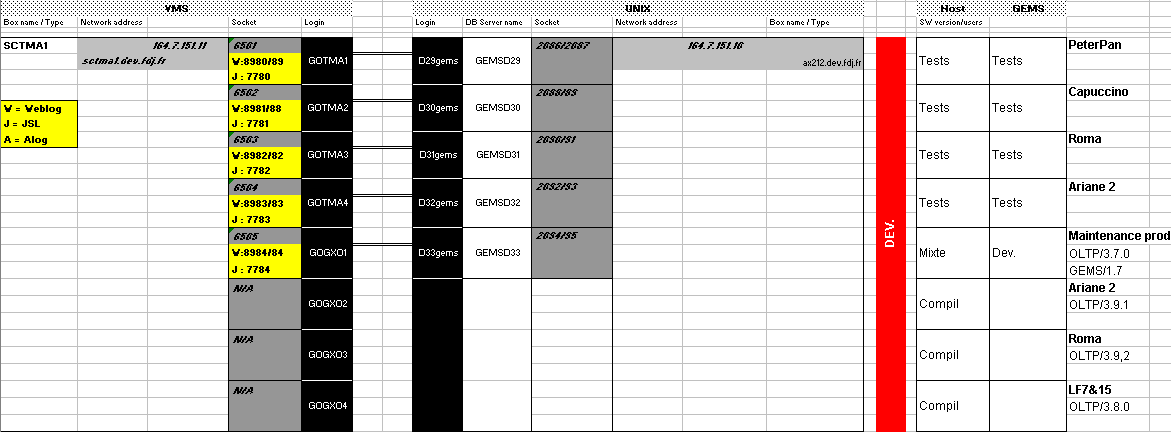 VMS UNIX Host GEMS
Box name / Type Network address Socket Login Login DB Server name Socket Network address Box name / Type SW version/users
SCTMA1 164.7.151.11 6561 2686/2687 164.7.151.16 PeterPan
sctma1.dev.fdj.fr W:8980/89 GOTMA1 D29gems GEMSD29 ax212.dev.fdj.fr Tests Tests
J : 7780
6562 2688/89 Capuccino
W = Weblog W:8981/88 GOTMA2 D30gems GEMSD30 Tests Tests
J = JSL J : 7781
A = Alog 6563 2690/91 Roma
W:8982/82 GOTMA3 D31gems GEMSD31 Tests Tests
J : 7782
6564 2692/93 Ariane 2
W:8983/83 GOTMA4 D32gems GEMSD32 Tests Tests
J : 7783
DEV.
6565 2694/95 Maintenance prod
W:8984/84 GOGXO1 D33gems GEMSD33 Mixte Dev. OLTP/3.7.0
J : 7784 GEMS/1.7
N/A Ariane 2
GOGXO2 Compil OLTP/3.9.1
N/A Roma
GOGXO3 Compil OLTP/3.9,2
N/A LF7&15
GOGXO4 Compil OLTP/3.8.0